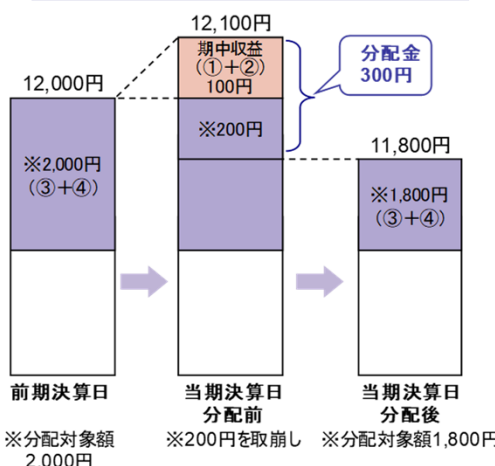 12,100円
期中収益
(①+②)
100円
分配金
300円
12,000円
※200円
11,800円
※2,000円
(③+④)
※1,800円
(③+④)
前期決算日
当期決算日
分配前
当期決算日
分配後
※分配対象額
2,000円
※200円を取崩し
※分配対象額1,800円